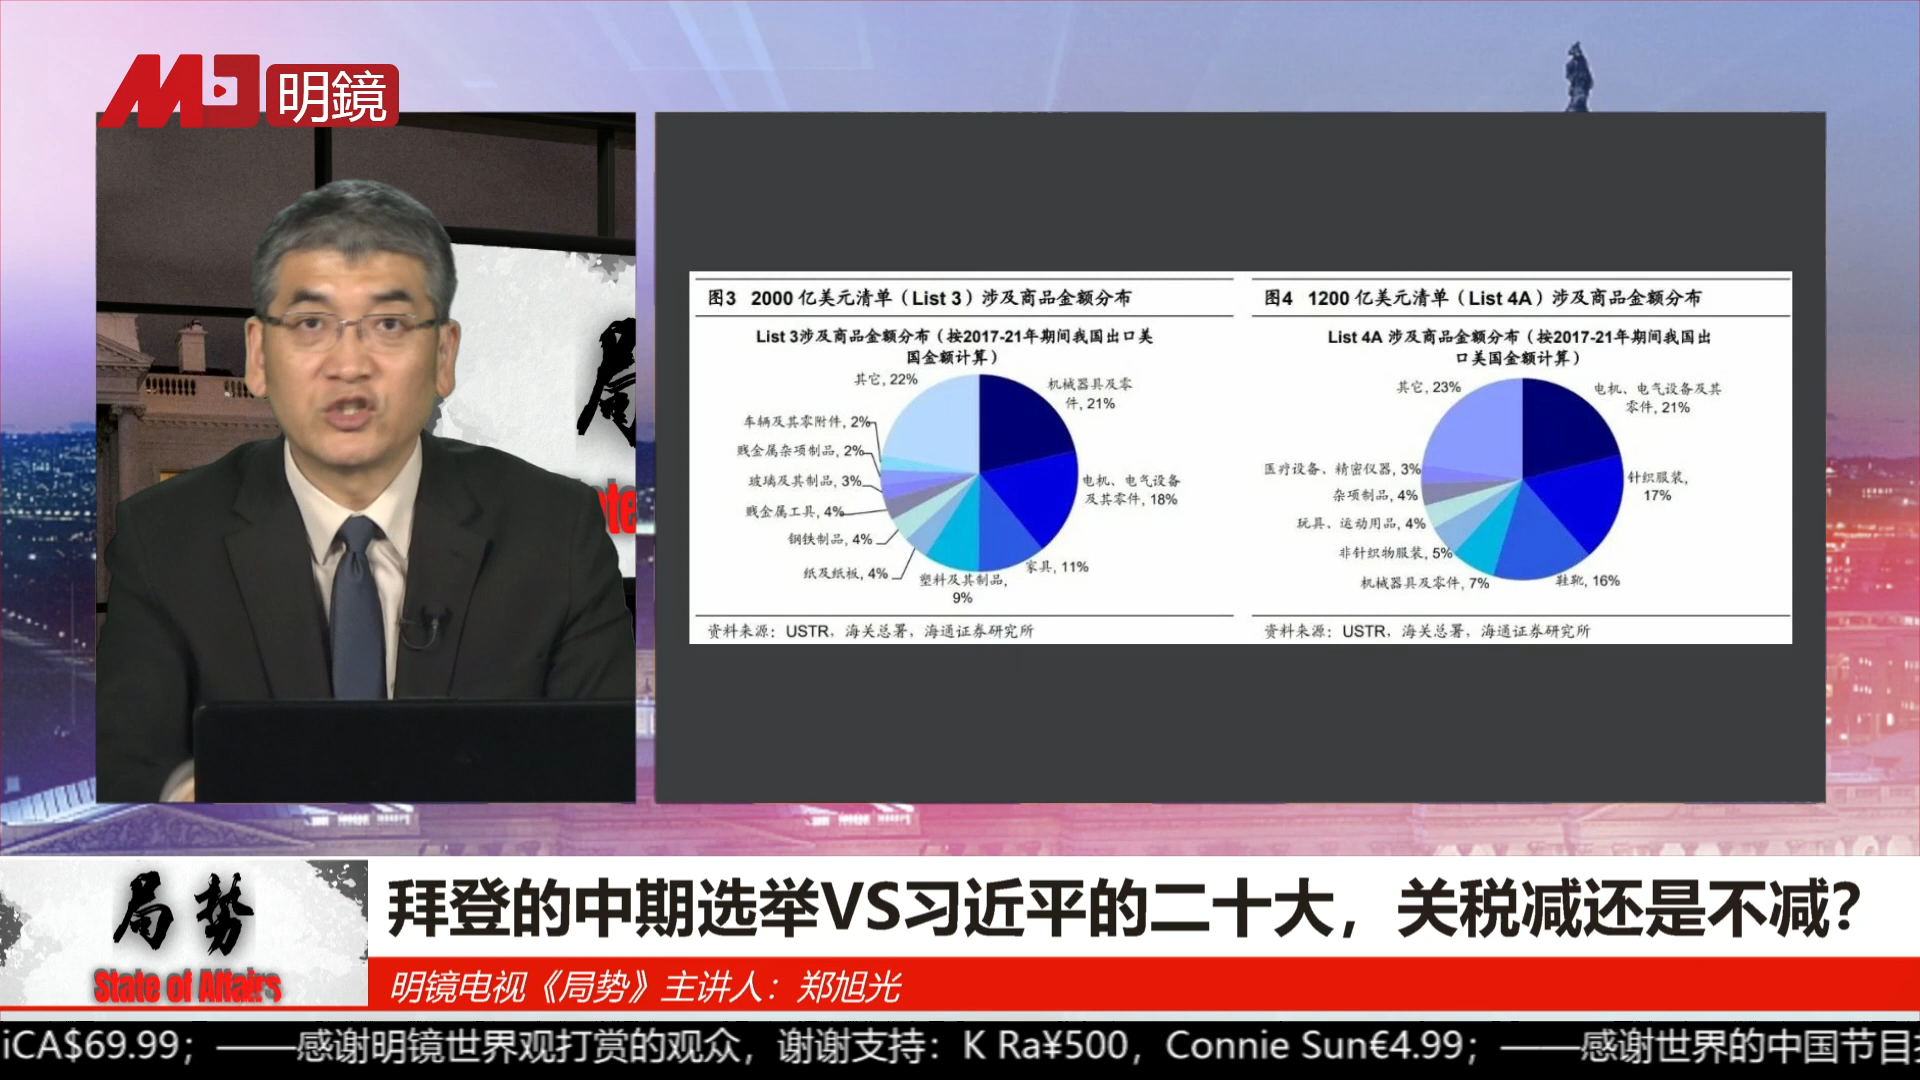 明鏡
图3 2000 亿美元清单（List 3）涉及商品金额分布
List 3涉及商品金额分布（按2017-21年期间我国出口美
国金额计算）
其它, 22%
机械器具及零
件, 21%
车辆及其零附件, 2%
贱金属杂项制品, 2%
玻璃及其制品, 3%
电机、电气设备
及其零件, 18%
贱金属工具, 4%
钢铁制品, 4%
纸及纸板, 4%
塑料及其制品,
9%
家具, 11%
资料来源：USTR，海关总署，海通证券研究所
图4 1200 亿美元清单（List 4A）涉及商品金额分布
List 4A 涉及商品金额分布（按2017-21年期间我国出
口美国金额计算）
其它, 23%
电机、电气设备及其
零件, 21%
医疗设备、精密仪器, 3%
杂项制品, 4%
针织服装,
17%
玩具、运动用品, 4%
非针织物服装, 5%
机械器具及零件, 7%
鞋靴, 16%
资料来源：USTR，海关总署，海通证券研究所
局势
State of Affairs
拜登的中期选举VS习近平的二十大，关税减还是不减？
明镜电视《局势》主讲人：郑旭光
iCA$69.99；——感谢明镜世界观打赏的观众，谢谢支持：K Ra¥500，Connie Sun€4.99；——感谢世界的中国节目